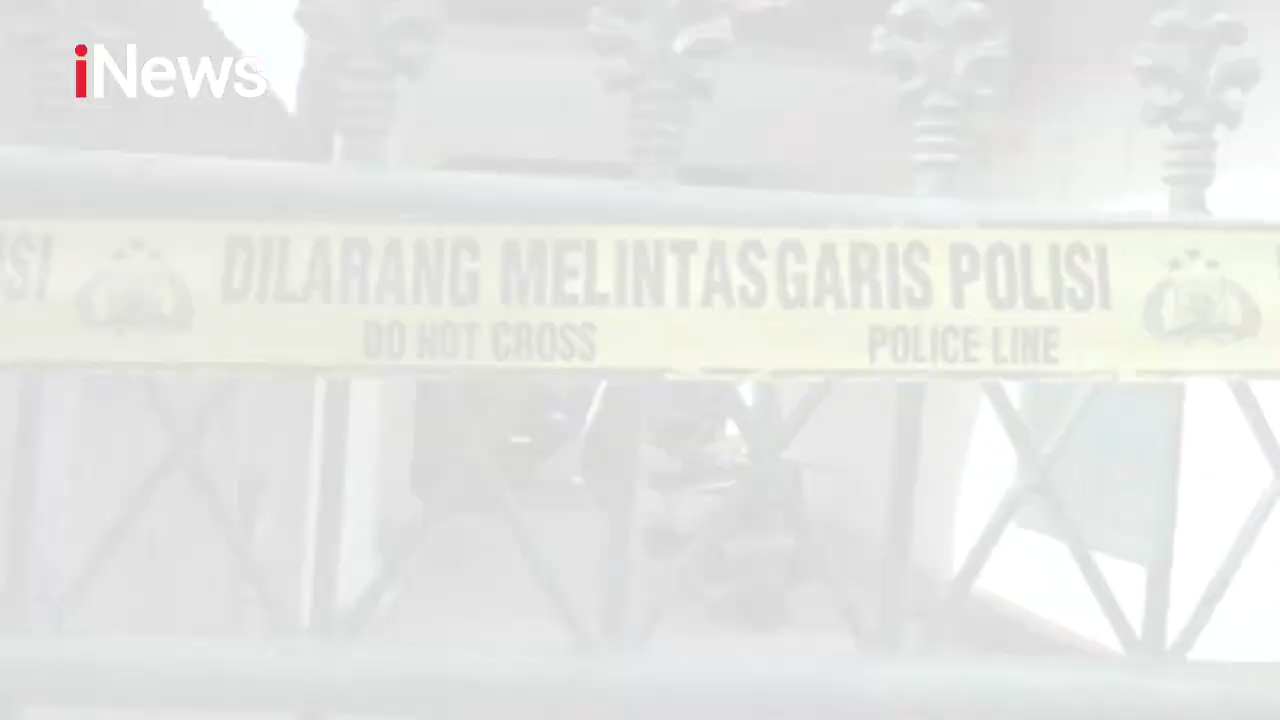 iNews
DILARANG MELINTAS GARIS POLISI
DO NOT CROSS POLICE LINE